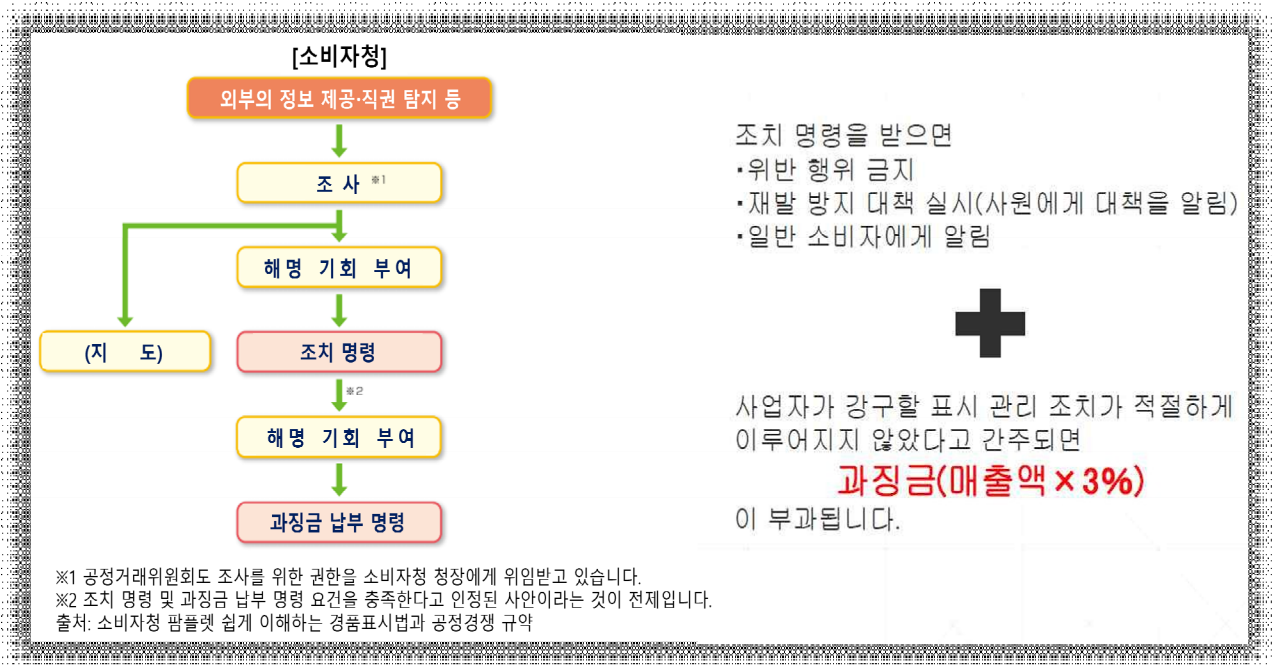 [소비자청]
외부의 정보 제공·직권 탐지 등
조 사 ※1
해명 기회 부여
(지 도)
조치 명령
※2
해명 기회 부여
과징금 납부 명령
※1 공정거래위원회도 조사를 위한 권한을 소비자청 청장에게 위임받고 있습니다.
※2 조치 명령 및 과징금 납부 명령 요건을 충족한다고 인정된 사안이라는 것이 전제입니다.
출처: 소비자청 팜플렛 쉽게 이해하는 경품표시법과 공정경쟁 규약
조치 명령을 받으면
·위반 행위 금지
·재발 방지 대책 실시(사원에게 대책을 알림)
·일반 소비자에게 알림
사업자가 강구할 표시 관리 조치가 적절하게
이루어지지 않았다고 간주되면
과징금(매출액×3%)
이 부과됩니다.